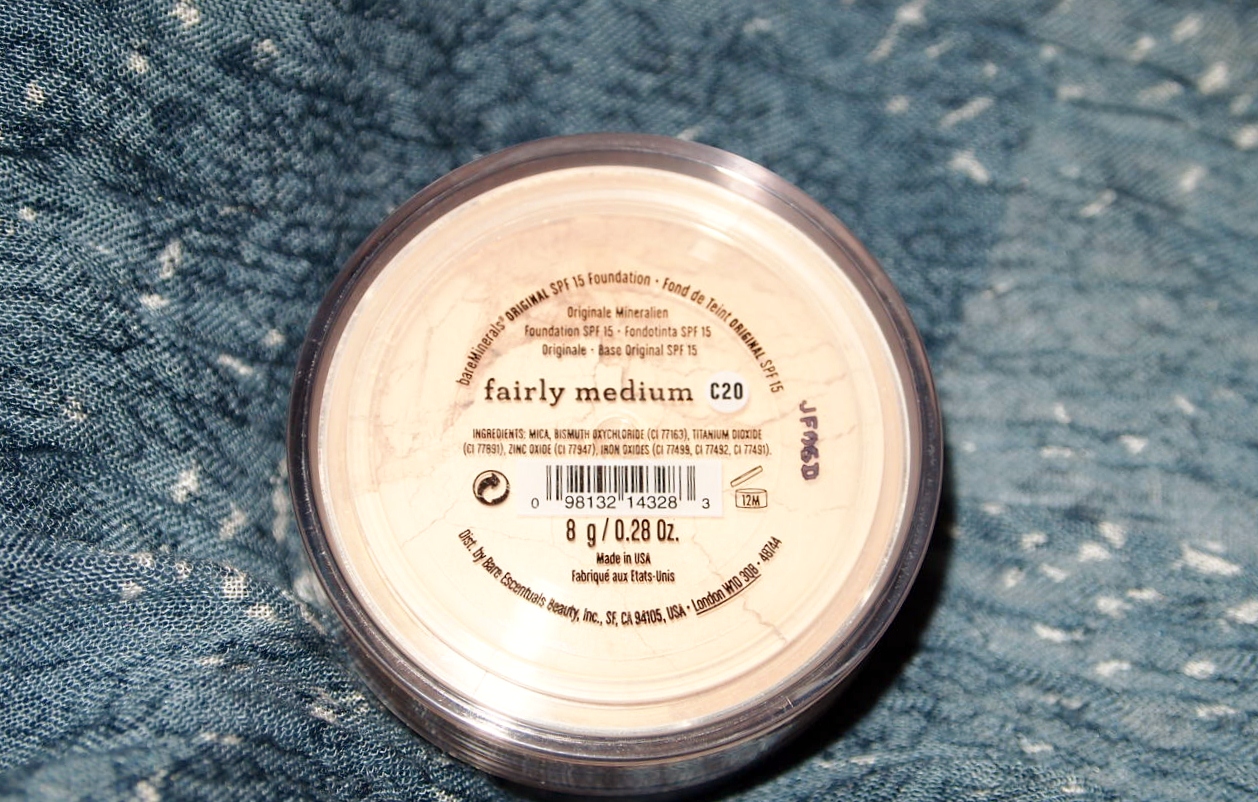 bareMinerals® ORIGINAL SPF 15 Foundation • Fond de Teint ORIGINAL SPF 15
Originale Mineralien
Foundation SPF 15 • Fondotinta SPF 15
Originale • Base Original SPF 15
fairly medium C20
INGREDIENTS: MICA, BISMUTH OXYCHLORIDE (CI 77163), TITANIUM DIOXIDE
(CI 77891), ZINC OXIDE (CI 77947), IRON OXIDES (CI 77499, CI 77492, CI 77491).
0 98132 14328 3
12M
8 g / 0.28 Oz.
Made in USA
Fabriqué aux Etats-Unis
Dist. by Bare Escentuals Beauty, Inc., SF, CA 94105, USA • London W1D 3QB • 48744